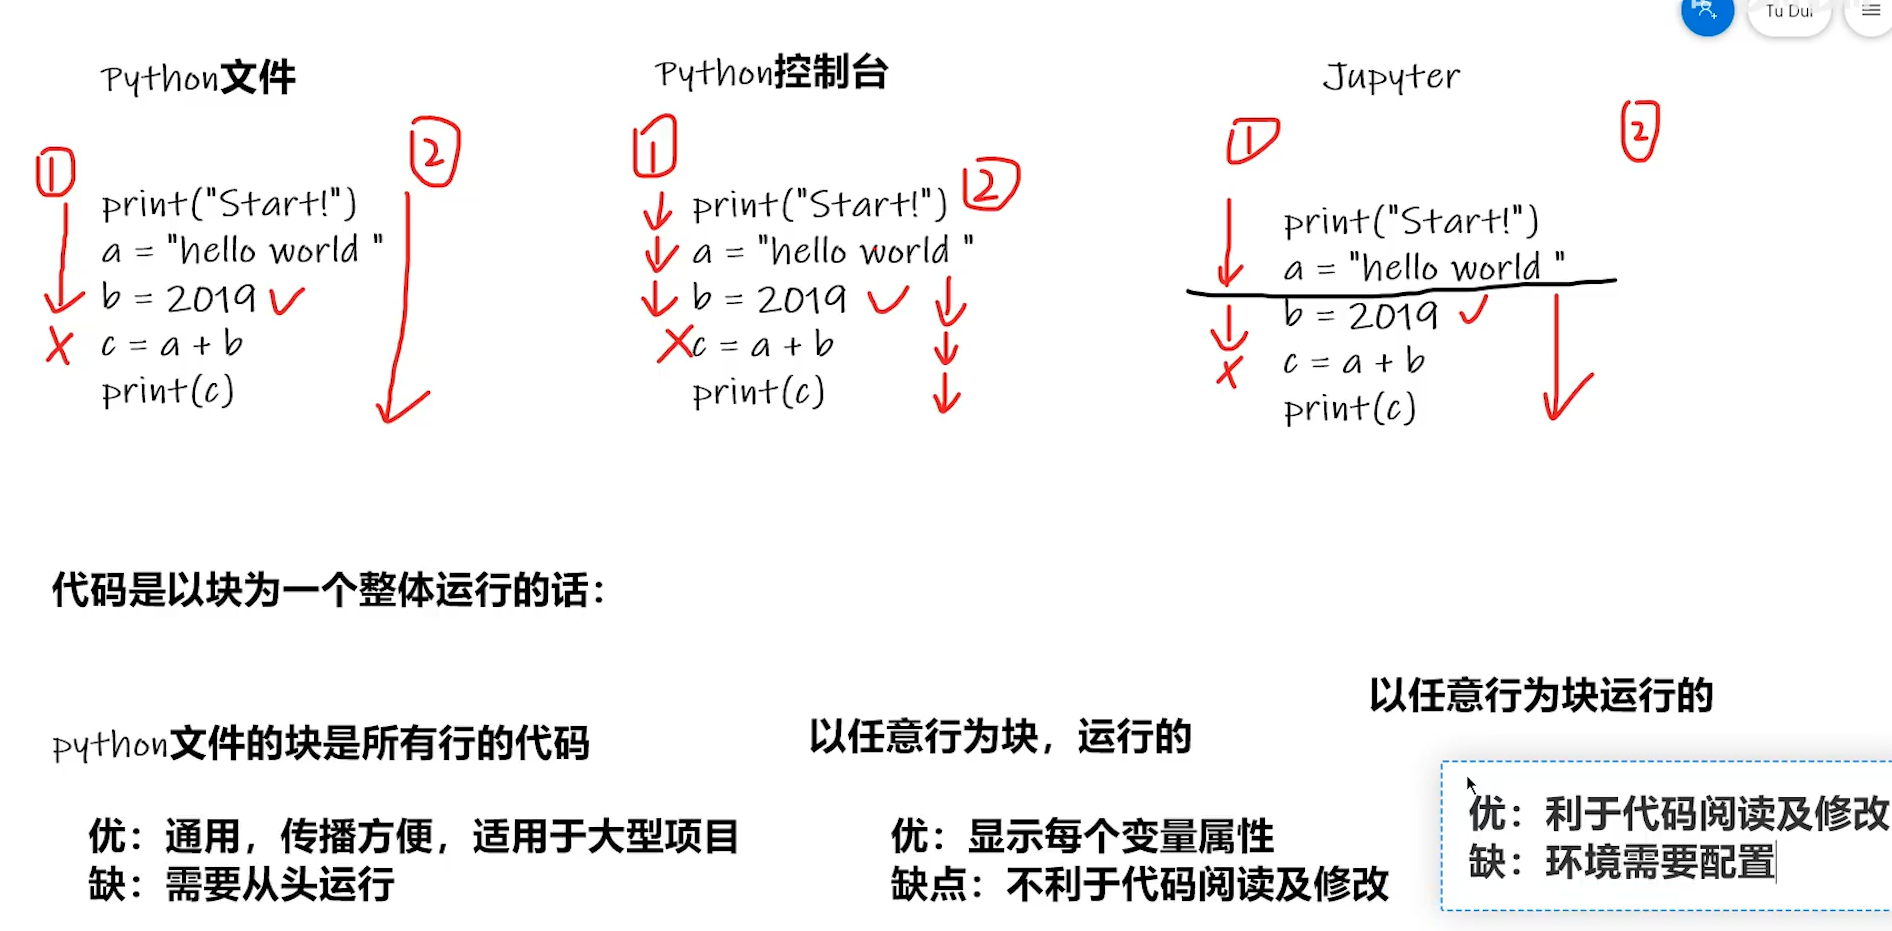 Tu Dui
Python文件
Python控制台
Jupyter
1
2
1
2
1
2
print("Start!")
a = "hello world "
b = 2019
c = a + b
print(c)
print("Start!")
a = "hello world "
b = 2019
c = a + b
print(c)
print("Start!")
a = "hello world "
b = 2019
c = a + b
print(c)
代码是以块为一个整体运行的话：
python文件的块是所有行的代码
优：通用，传播方便，适用于大型项目
缺：需要从头运行
以任意行为块，运行的
优：显示每个变量属性
缺点：不利于代码阅读及修改
以任意行为块运行的
优：利于代码阅读及修改
缺：环境需要配置